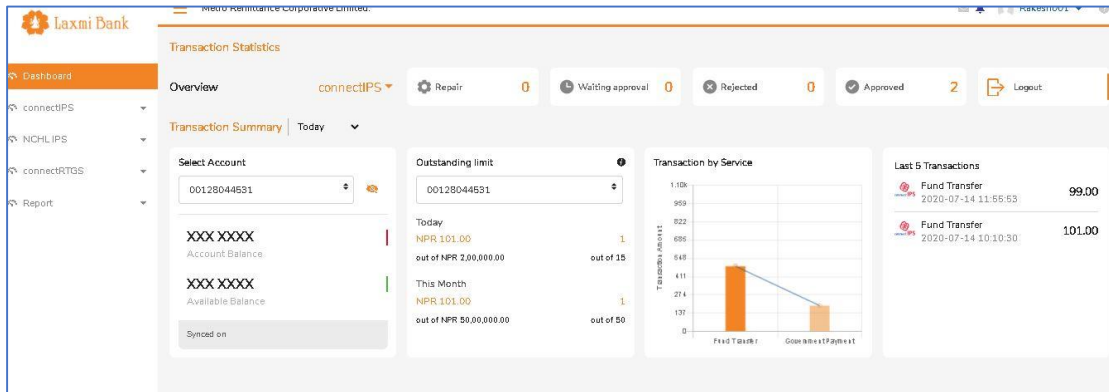 Laxmi Bank
Metro Remittance Corporative Limited.
Rakesh001
Dashboard
connectIPS
NCHL IPS
connectRTGS
Report
Transaction Statistics
Overview
connectIPS
Repair 0
Waiting approval 0
Rejected 0
Approved 2
Logout
Transaction Summary
Today
Select Account
00128044531
XXX XXXX
Account Balance
XXX XXXX
Available Balance
Synced on
Outstanding limit
00128044531
Today
NPR 101.00 1
out of NPR 2,00,000.00 out of 15
This Month
NPR 101.00 1
out of NPR 50,00,000.00 out of 50
Transaction by Service
Transaction Amount
1.10k
959
822
685
548
411
274
137
0
Fund Transfer
Government Payment
Last 5 Transactions
Fund Transfer 99.00
2020-07-14 11:55:53
Fund Transfer 101.00
2020-07-14 10:10:30